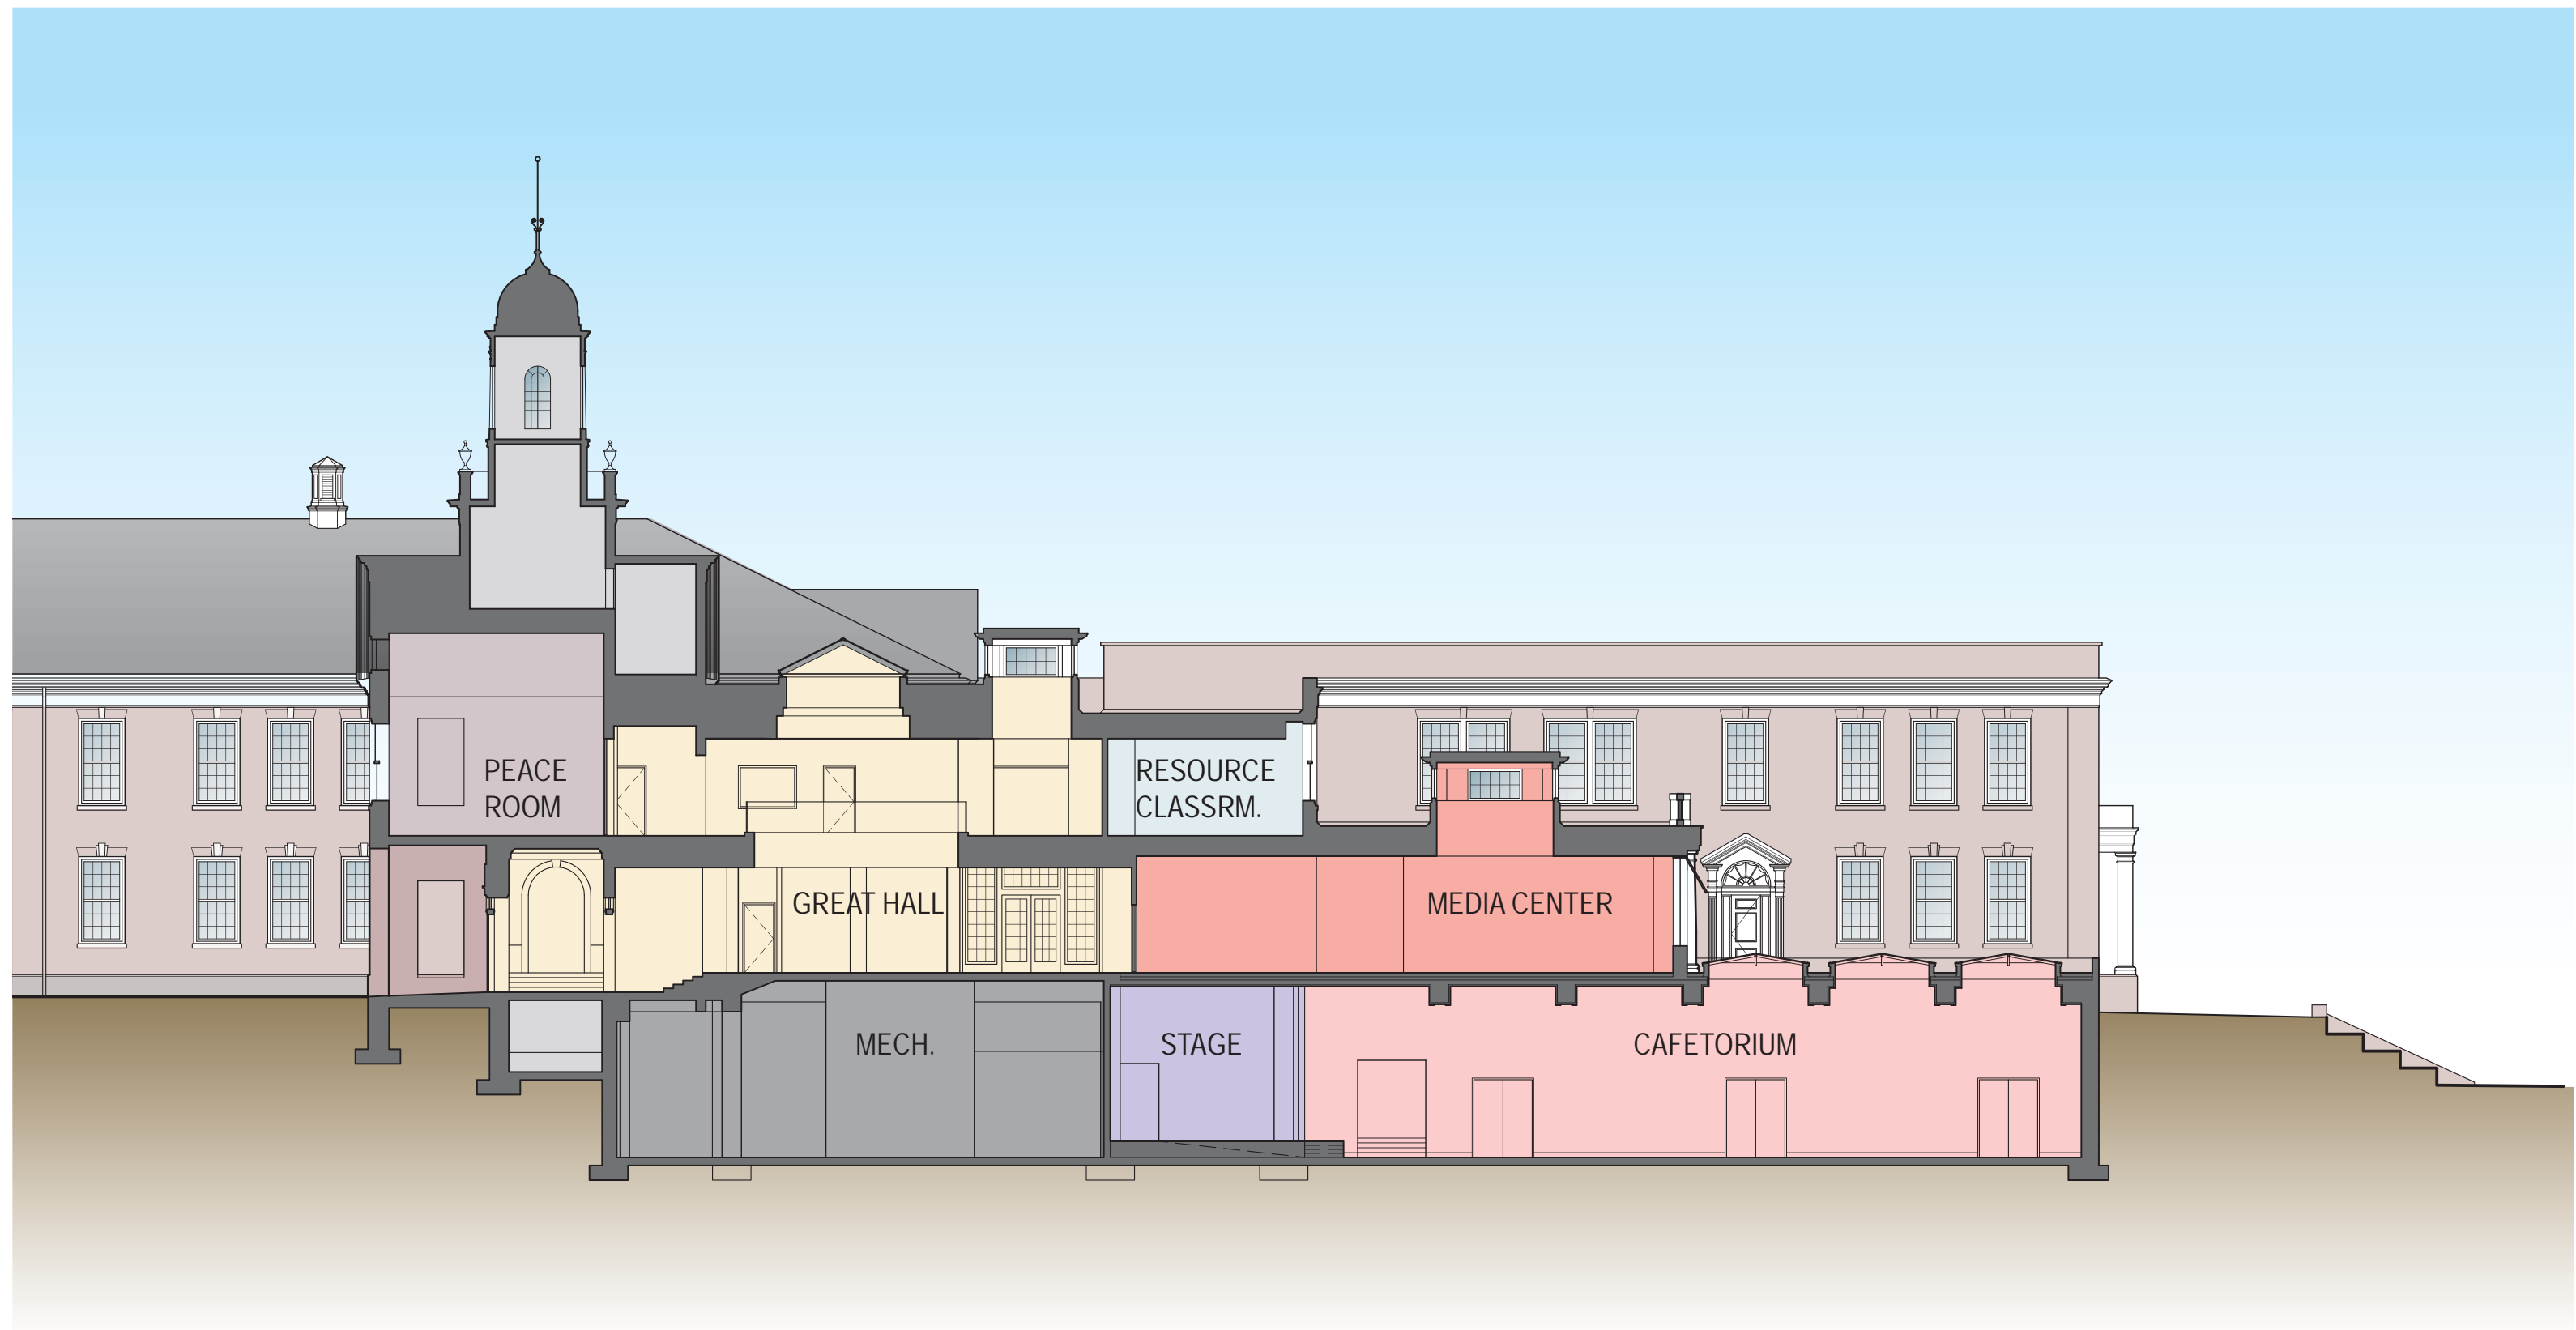 PEACE
ROOM
RESOURCE
CLASSRM.
GREAT HALL
MEDIA CENTER
MECH.
STAGE
CAFETORIUM